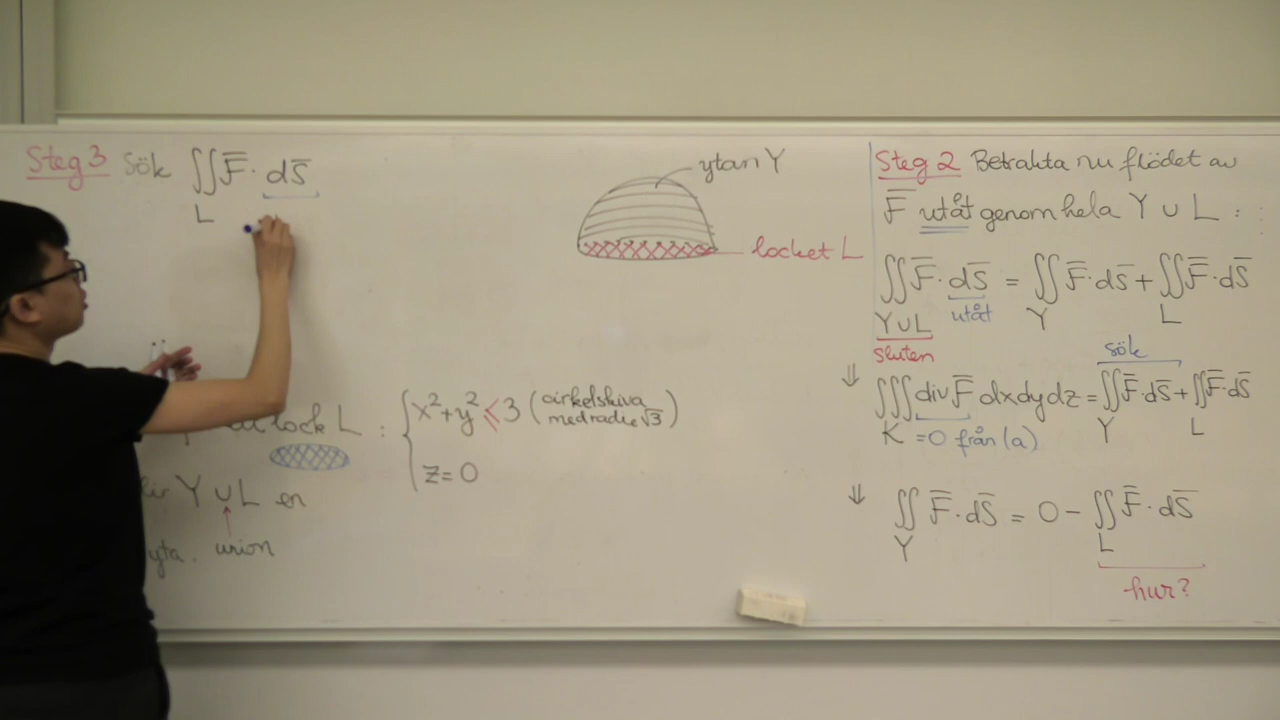 Steg 3 Sök ∬F̄· dS̄
L
lock L : { x²+y² ≤ 3 (cirkelskiva med radie √3)
z = 0
Y ∪ L en
yta. union
ytan Y
locket L
Steg 2 Betrakta nu flödet av
F̄ utåt genom hela Y ∪ L :
∬F̄· dS̄ = ∬F̄· dS̄ + ∬F̄· dS̄
Y∪L utåt Y L
sluten
sök
⇓ ∭div F̄ dxdydz = ∬F̄· dS̄ + ∬F̄· dS̄
K =0 från (a) Y L
⇓ ∬ F̄· dS̄ = 0 - ∬ F̄· dS̄
Y L
hur?